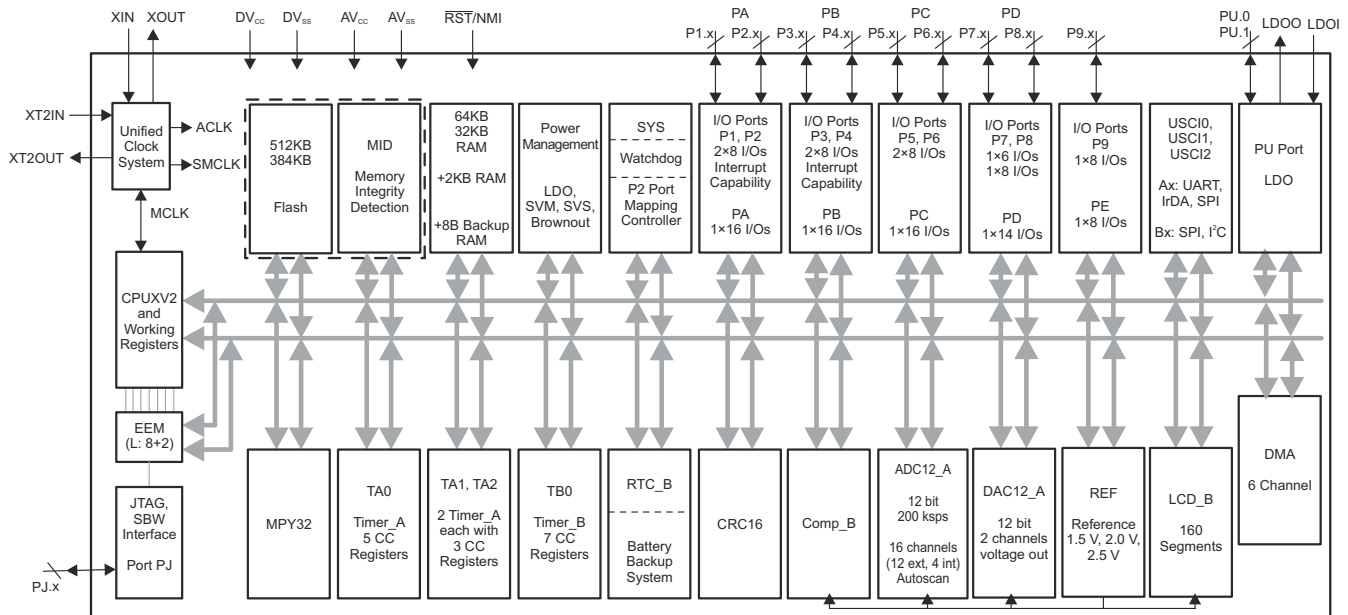 XIN XOUT DVCC DVSS AVCC AVSS RST/NMI PA PB PC PD PU.0 LDOO LDOI
P1.x P2.x P3.x P4.x P5.x P6.x P7.x P8.x P9.x PU.1
XT2IN
XT2OUT
Unified
Clock
System
ACLK
SMCLK
MCLK
512KB
384KB
Flash
MID
Memory
Integrity
Detection
64KB
32KB
RAM
+2KB RAM
+8B Backup
RAM
Power
Management
LDO,
SVM, SVS,
Brownout
SYS
Watchdog
P2 Port
Mapping
Controller
I/O Ports
P1, P2
2×8 I/Os
Interrupt
Capability
PA
1×16 I/Os
I/O Ports
P3, P4
2×8 I/Os
Interrupt
Capability
PB
1×16 I/Os
I/O Ports
P5, P6
2×8 I/Os
PC
1×16 I/Os
I/O Ports
P7, P8
1×6 I/Os
1×8 I/Os
PD
1×14 I/Os
I/O Ports
P9
1×8 I/Os
PE
1×8 I/Os
USCI0,
USCI1,
USCI2
Ax: UART,
IrDA, SPI
Bx: SPI, I²C
PU Port
LDO
CPUXV2
and
Working
Registers
EEM
(L: 8+2)
JTAG,
SBW
Interface
Port PJ
PJ.x
MPY32
TA0
Timer_A
5 CC
Registers
TA1, TA2
2 Timer_A
each with
3 CC
Registers
TB0
Timer_B
7 CC
Registers
RTC_B
Battery
Backup
System
CRC16
Comp_B
ADC12_A
12 bit
200 ksps
16 channels
(12 ext, 4 int)
Autoscan
DAC12_A
12 bit
2 channels
voltage out
REF
Reference
1.5 V, 2.0 V,
2.5 V
LCD_B
160
Segments
DMA
6 Channel